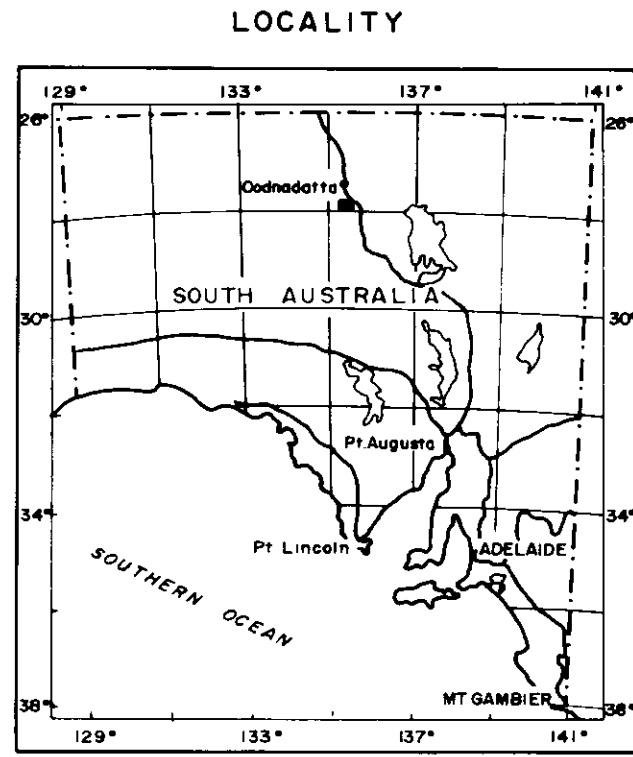 LOCALITY
129° 133° 137° 141°
26° 26°
Oodnadatta
SOUTH AUSTRALIA
30° 30°
Pt. Augusta
34° 34°
Pt Lincoln ADELAIDE
SOUTHERN OCEAN
MT GAMBIER
38° 38°
129° 133° 137° 141°